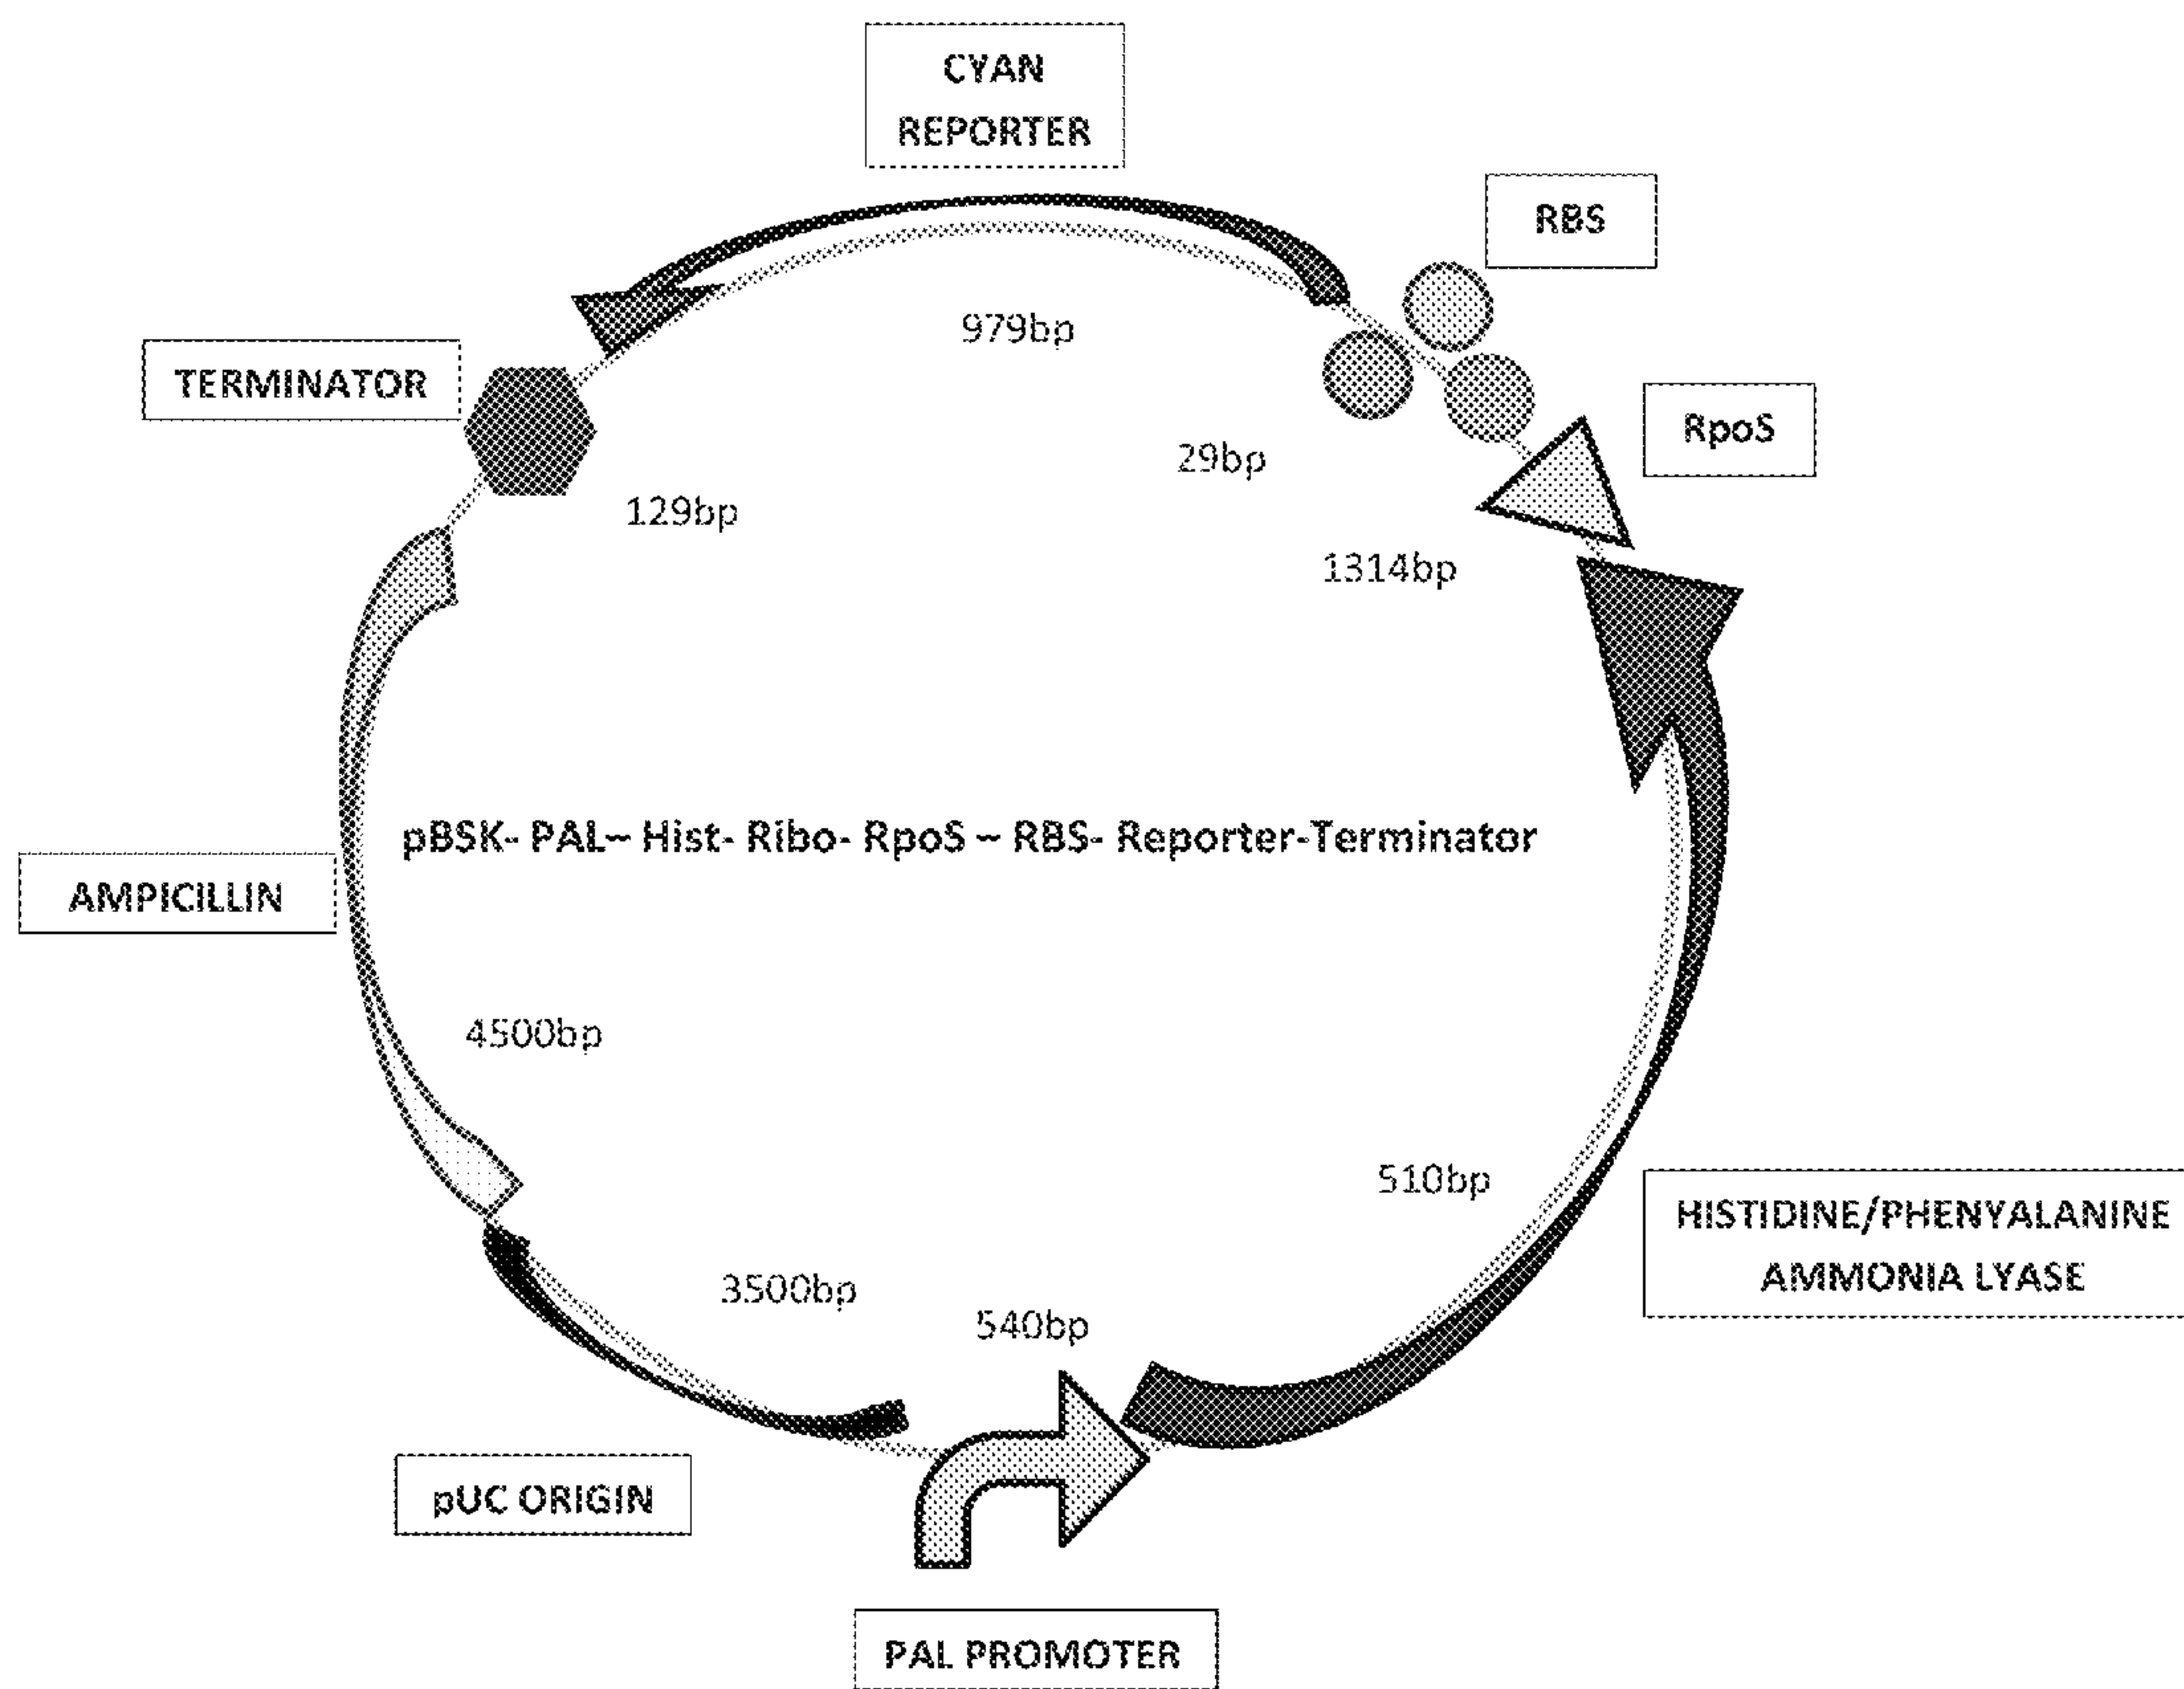 CYAN
REPORTER
RBS
979bp
TERMINATOR
RpoS
29bp
129bp
1314bp
pBSK- PAL– Hist- Ribo- RpoS – RBS- Reporter-Terminator
AMPICILLIN
4500bp
510bp
HISTIDINE/PHENYALANINE
AMMONIA LYASE
3500bp
540bp
pUC ORIGIN
PAL PROMOTER